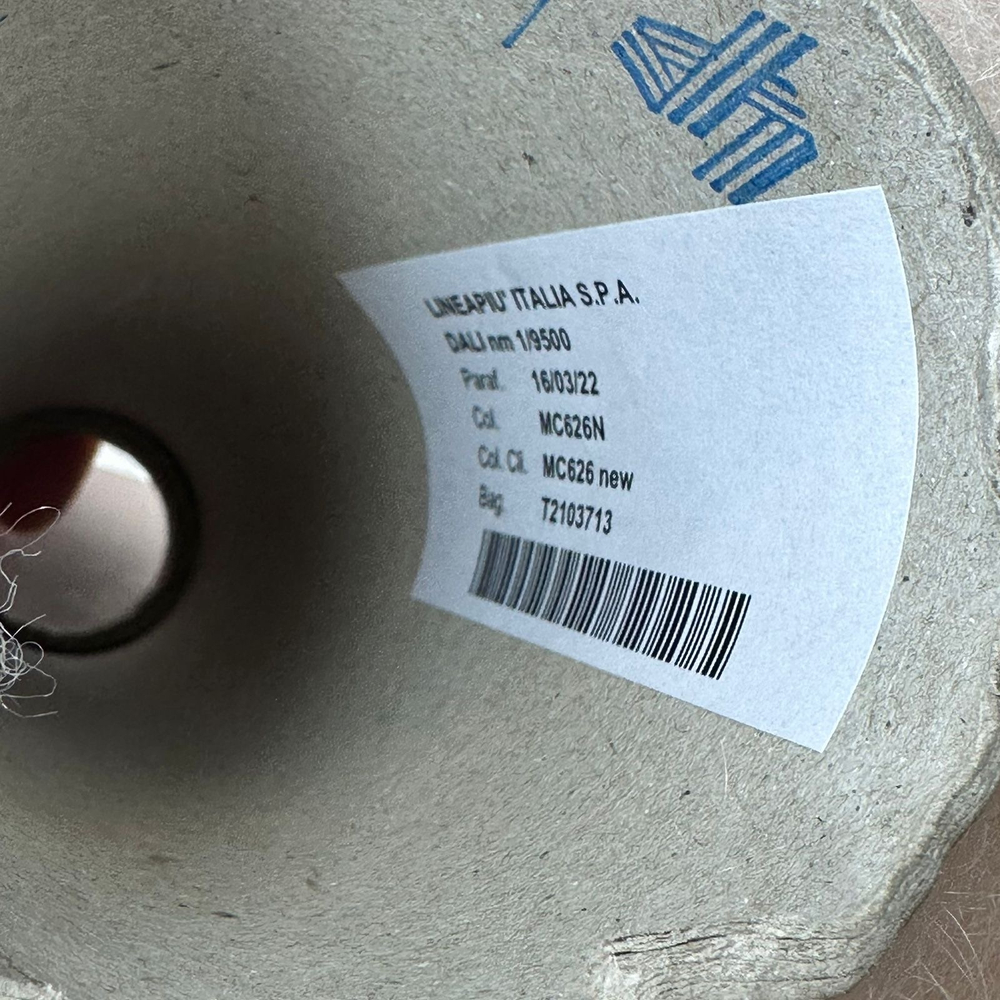 LINEAPIU' ITALIA S.P.A.
DALI nm 1/9500
Paraf. 16/03/22
Col. MC626N
Col. Cli. MC626 new
Bag. T2103713